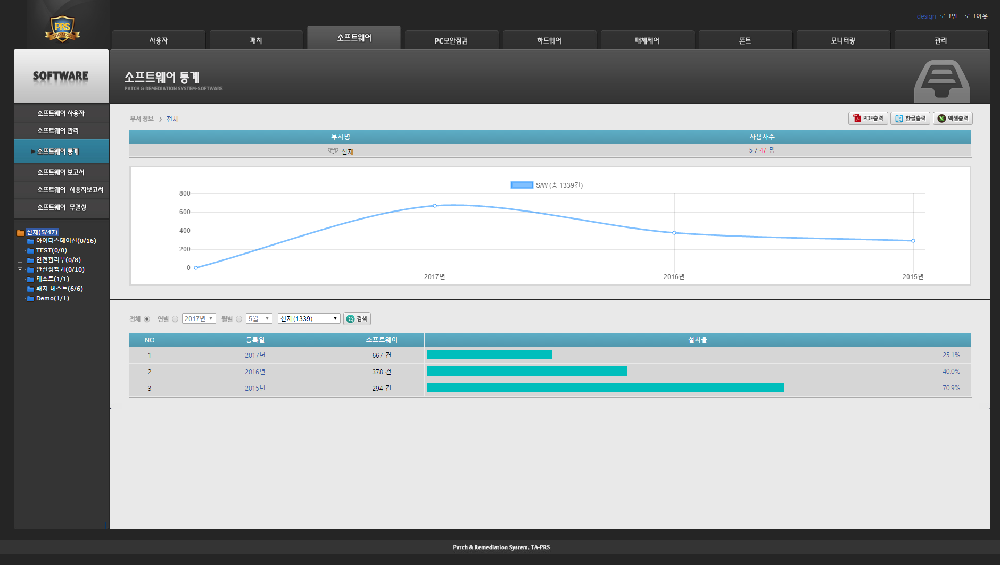 design 로그인 | 로그아웃
PRS
TOP AEGIS
사용자 패치 소프트웨어 PC보안점검 하드웨어 매체제어 폰트 모니터링 관리
SOFTWARE
소프트웨어 통계
PATCH & REMEDIATION SYSTEM-SOFTWARE
소프트웨어 사용자
소프트웨어 관리
소프트웨어 통계
소프트웨어 보고서
소프트웨어 사용자보고서
소프트웨어 무결성
전체(5/47)
아이티스테이션(0/16)
TEST(0/0)
안전관리부(0/8)
안전정책과(0/10)
테스트(1/1)
패치 테스트(6/6)
Demo(1/1)
부서 정보 > 전체
PDF출력 한글출력 엑셀출력
부서명 사용자수
전체 5 / 47 명
S/W (총 1339건)
800
600
400
200
0
2017년 2016년 2015년
전체 연별 2017년 월별 5월 전체(1339) 검색
NO 등록일 소프트웨어 설치율
1 2017년 667 건 25.1%
2 2016년 378 건 40.0%
3 2015년 294 건 70.9%
Patch & Remediation System. TA-PRS